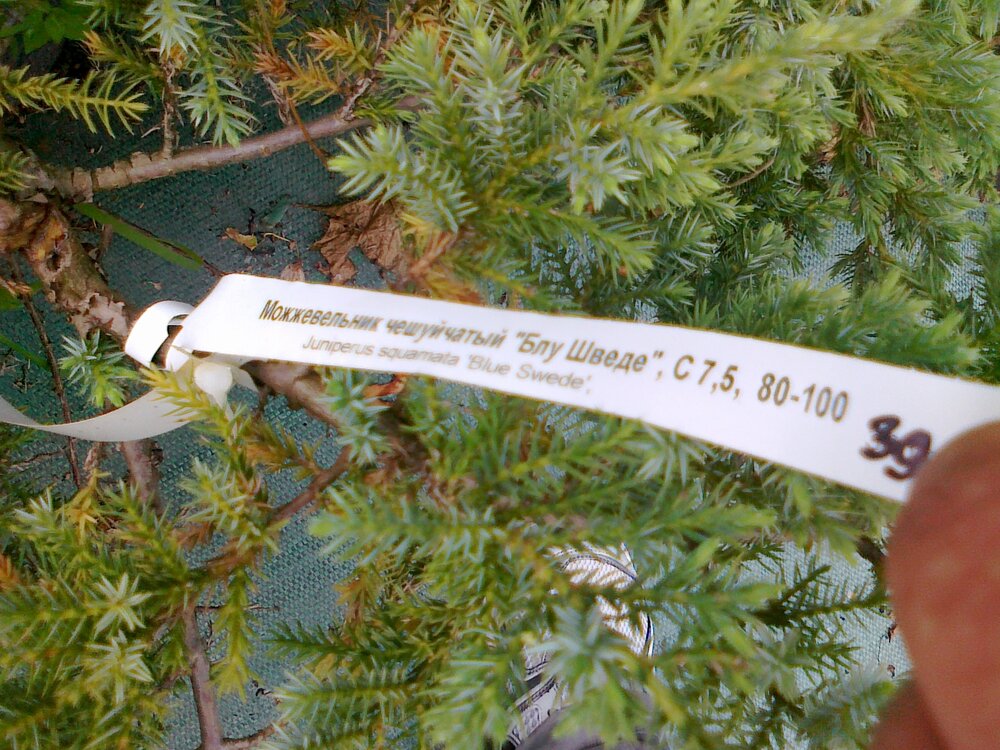 Можжевельник чешуйчатый "Блу Шведе", С 7,5, 80-100
Juniperus squamata 'Blue Swede',
39